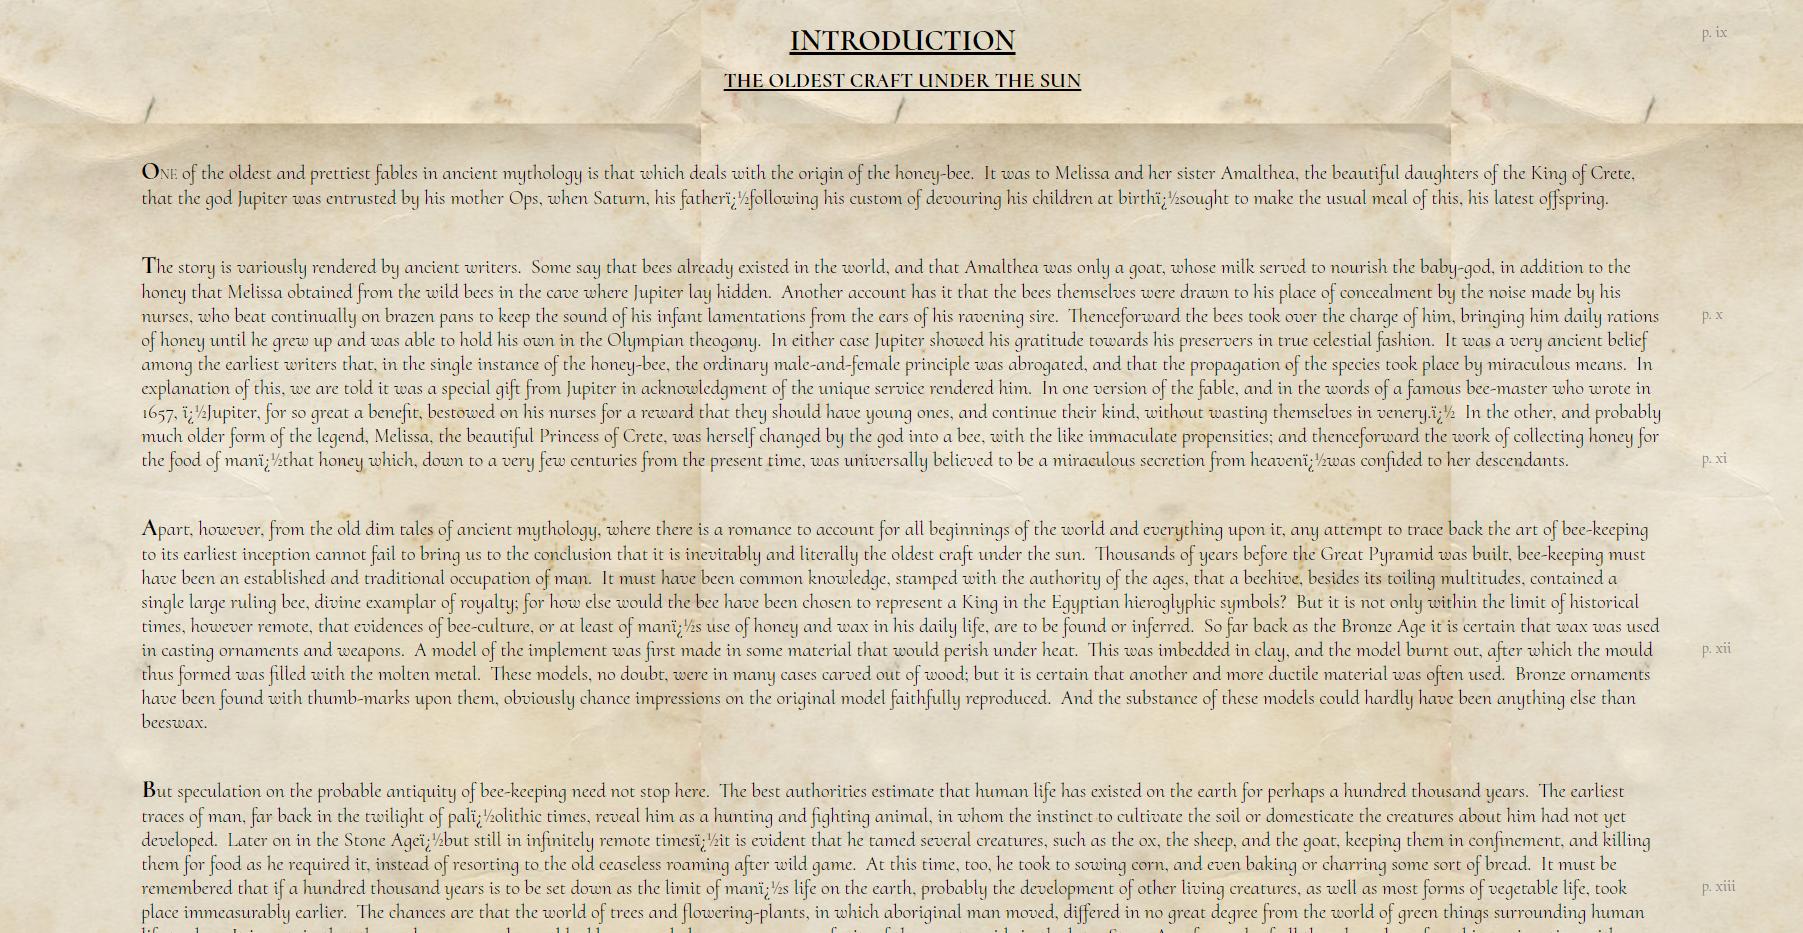 INTRODUCTION
p. ix
THE OLDEST CRAFT UNDER THE SUN
ONE of the oldest and prettiest fables in ancient mythology is that which deals with the origin of the honey-bee. It was to Melissa and her sister Amalthea, the beautiful daughters of the King of Crete,
that the god Jupiter was entrusted by his mother Ops, when Saturn, his fatherï¿½following his custom of devouring his children at birthï¿½sought to make the usual meal of this, his latest offspring.
The story is variously rendered by ancient writers. Some say that bees already existed in the world, and that Amalthea was only a goat, whose milk served to nourish the baby-god, in addition to the
honey that Melissa obtained from the wild bees in the cave where Jupiter lay hidden. Another account has it that the bees themselves were drawn to his place of concealment by the noise made by his
nurses, who beat continually on brazen pans to keep the sound of his infant lamentations from the ears of his ravening sire. Thenceforward the bees took over the charge of him, bringing him daily rations
p. x
of honey until he grew up and was able to hold his own in the Olympian theogony. In either case Jupiter showed his gratitude towards his preservers in true celestial fashion. It was a very ancient belief
among the earliest writers that, in the single instance of the honey-bee, the ordinary male-and-female principle was abrogated, and that the propagation of the species took place by miraculous means. In
explanation of this, we are told it was a special gift from Jupiter in acknowledgment of the unique service rendered him. In one version of the fable, and in the words of a famous bee-master who wrote in
1657, ï¿½Jupiter, for so great a benefit, bestowed on his nurses for a reward that they should have young ones, and continue their kind, without wasting themselves in venery.ï¿½ In the other, and probably
much older form of the legend, Melissa, the beautiful Princess of Crete, was herself changed by the god into a bee, with the like immaculate propensities; and thenceforward the work of collecting honey for
the food of manï¿½that honey which, down to a very few centuries from the present time, was universally believed to be a miraculous secretion from heavenï¿½was confided to her descendants.
p. xi
Apart, however, from the old dim tales of ancient mythology, where there is a romance to account for all beginnings of the world and everything upon it, any attempt to trace back the art of bee-keeping
to its earliest inception cannot fail to bring us to the conclusion that it is inevitably and literally the oldest craft under the sun. Thousands of years before the Great Pyramid was built, bee-keeping must
have been an established and traditional occupation of man. It must have been common knowledge, stamped with the authority of the ages, that a beehive, besides its toiling multitudes, contained a
single large ruling bee, divine examplar of royalty; for how else would the bee have been chosen to represent a King in the Egyptian hieroglyphic symbols? But it is not only within the limit of historical
times, however remote, that evidences of bee-culture, or at least of manï¿½s use of honey and wax in his daily life, are to be found or inferred. So far back as the Bronze Age it is certain that wax was used
in casting ornaments and weapons. A model of the implement was first made in some material that would perish under heat. This was imbedded in clay, and the model burnt out, after which the mould
p. xii
thus formed was filled with the molten metal. These models, no doubt, were in many cases carved out of wood; but it is certain that another and more ductile material was often used. Bronze ornaments
have been found with thumb-marks upon them, obviously chance impressions on the original model faithfully reproduced. And the substance of these models could hardly have been anything else than
beeswax.
But speculation on the probable antiquity of bee-keeping need not stop here. The best authorities estimate that human life has existed on the earth for perhaps a hundred thousand years. The earliest
traces of man, far back in the twilight of palï¿½olithic times, reveal him as a hunting and fighting animal, in whom the instinct to cultivate the soil or domesticate the creatures about him had not yet
developed. Later on in the Stone Ageï¿½but still in infinitely remote timesï¿½it is evident that he tamed several creatures, such as the ox, the sheep, and the goat, keeping them in confinement, and killing
them for food as he required it, instead of resorting to the old ceaseless roaming after wild game. At this time, too, he took to sowing corn, and even baking or charring some sort of bread. It must be
remembered that if a hundred thousand years is to be set down as the limit of manï¿½s life on the earth, probably the development of other living creatures, as well as most forms of vegetable life, took
p. xiii
place immeasurably earlier. The chances are that the world of trees and flowering-plants, in which aboriginal man moved, differed in no great degree from the world of green things surrounding human